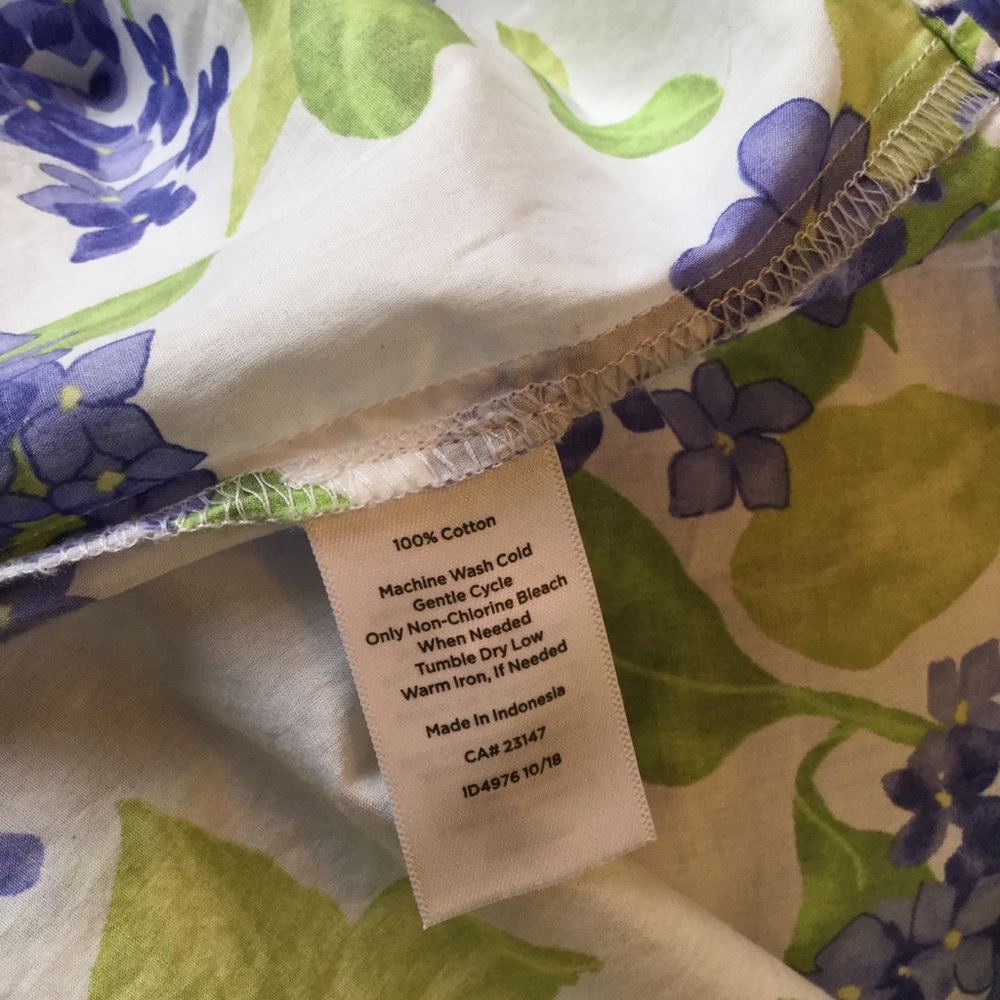 100% Cotton
Machine Wash Cold
Gentle Cycle
Only Non-Chlorine Bleach
When Needed
Tumble Dry Low
Warm Iron, If Needed
Made In Indonesia
CA# 23147
ID4976 10/18